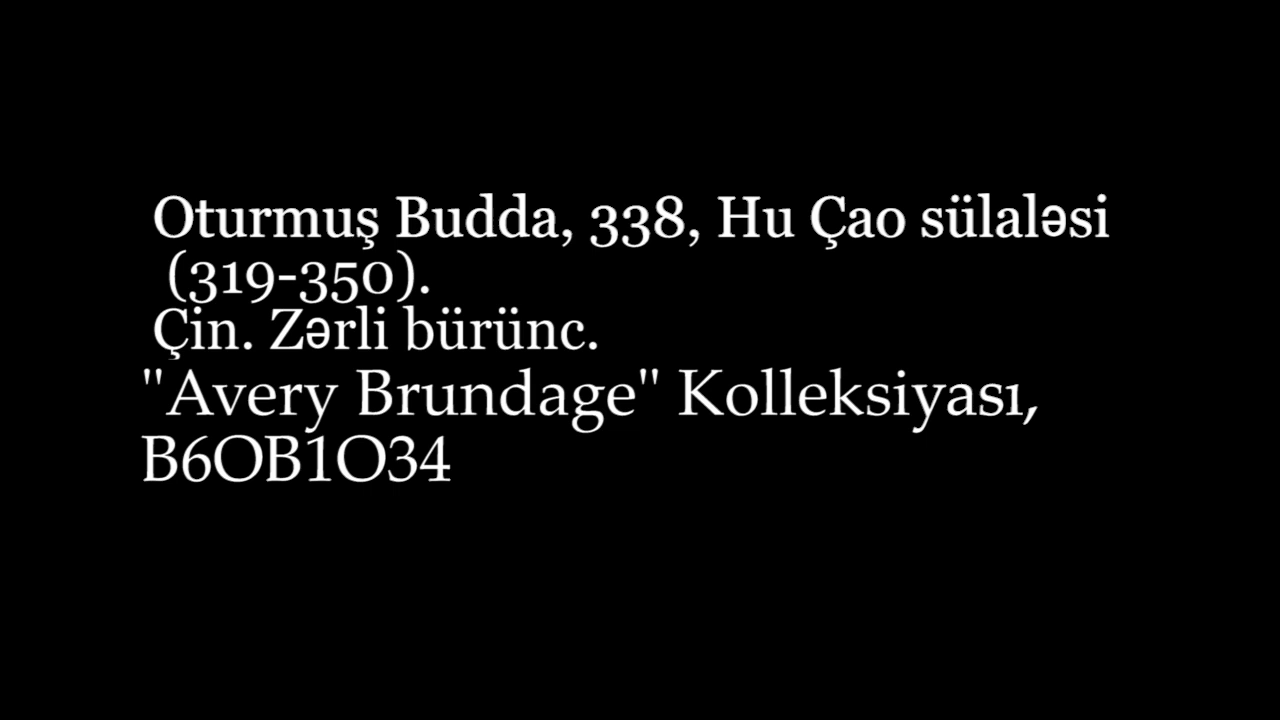 Oturmuş Budda, 338, Hu Çao sülaləsi
(319-350).
Çin. Zərli bürünc.
"Avery Brundage" Kolleksiyası,
B6OB1O34